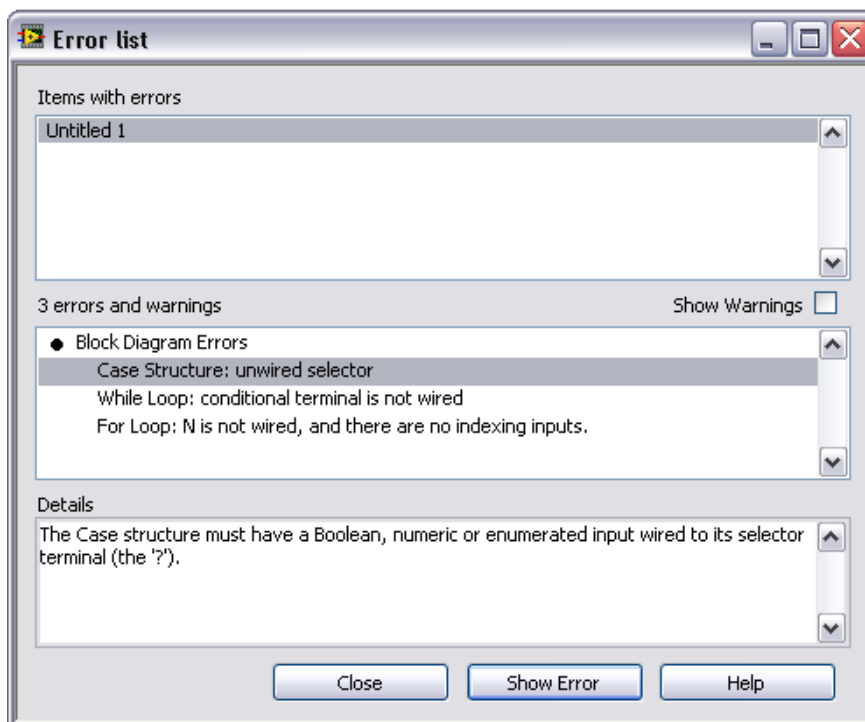 Error list
Items with errors
Untitled 1
3 errors and warnings Show Warnings
Block Diagram Errors
Case Structure: unwired selector
While Loop: conditional terminal is not wired
For Loop: N is not wired, and there are no indexing inputs.
Details
The Case structure must have a Boolean, numeric or enumerated input wired to its selector
terminal (the '?').
Close Show Error Help